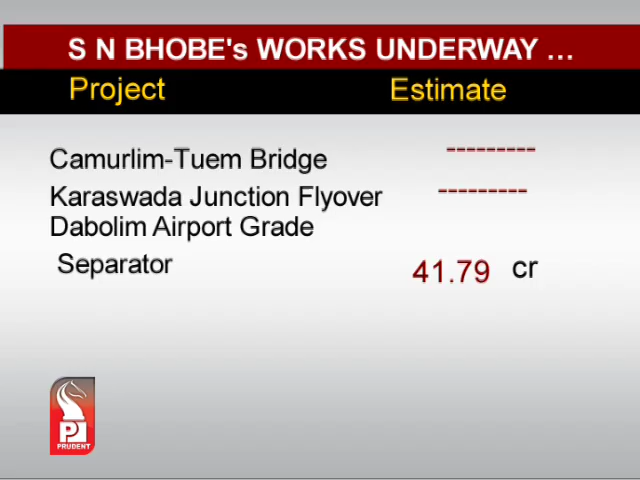 S N BHOBE's WORKS UNDERWAY ...
Project Estimate
Camurlim-Tuem Bridge ---------
Karaswada Junction Flyover ---------
Dabolim Airport Grade
Separator 41.79 cr
P
PRUDENT